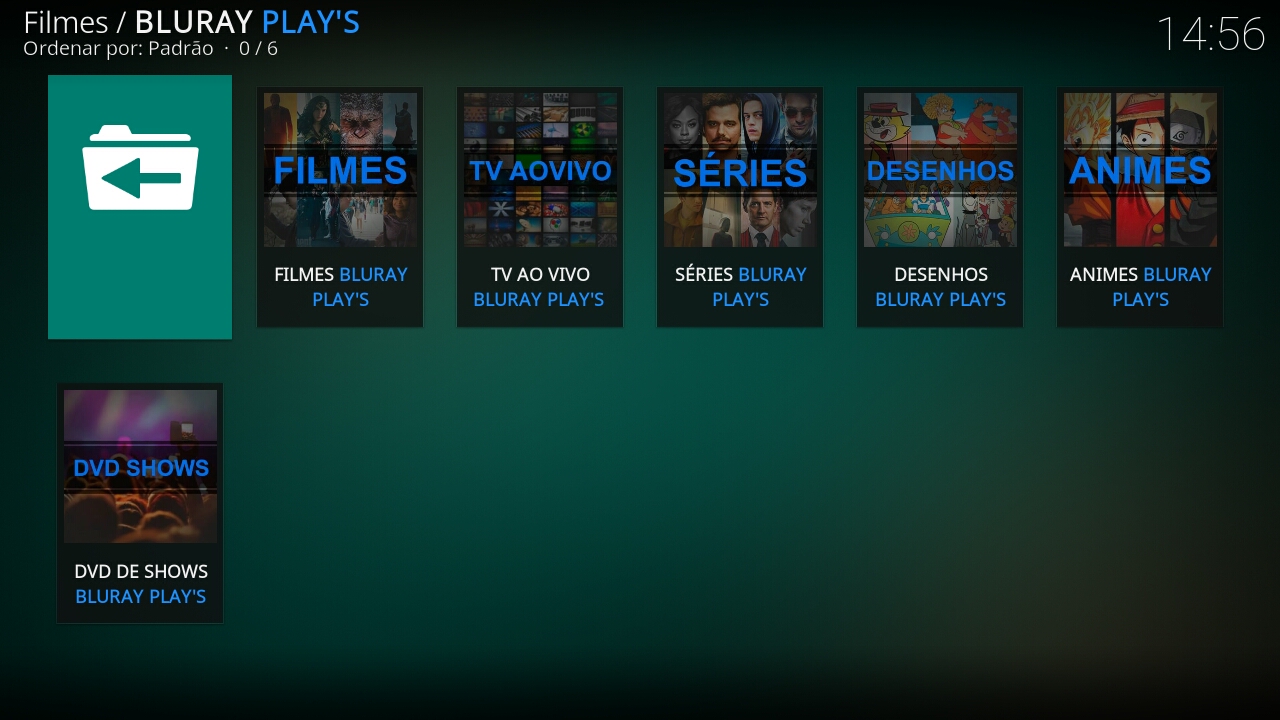 Filmes / BLURAY PLAY'S
Ordenar por: Padrão · 0 / 6
14:56
FILMES
TV AOVIVO
SÉRIES
DESENHOS
ANIMES
FILMES BLURAY
PLAY'S
TV AO VIVO
BLURAY PLAY'S
SÉRIES BLURAY
PLAY'S
DESENHOS
BLURAY PLAY'S
ANIMES BLURAY
PLAY'S
DVD SHOWS
DVD DE SHOWS
BLURAY PLAY'S